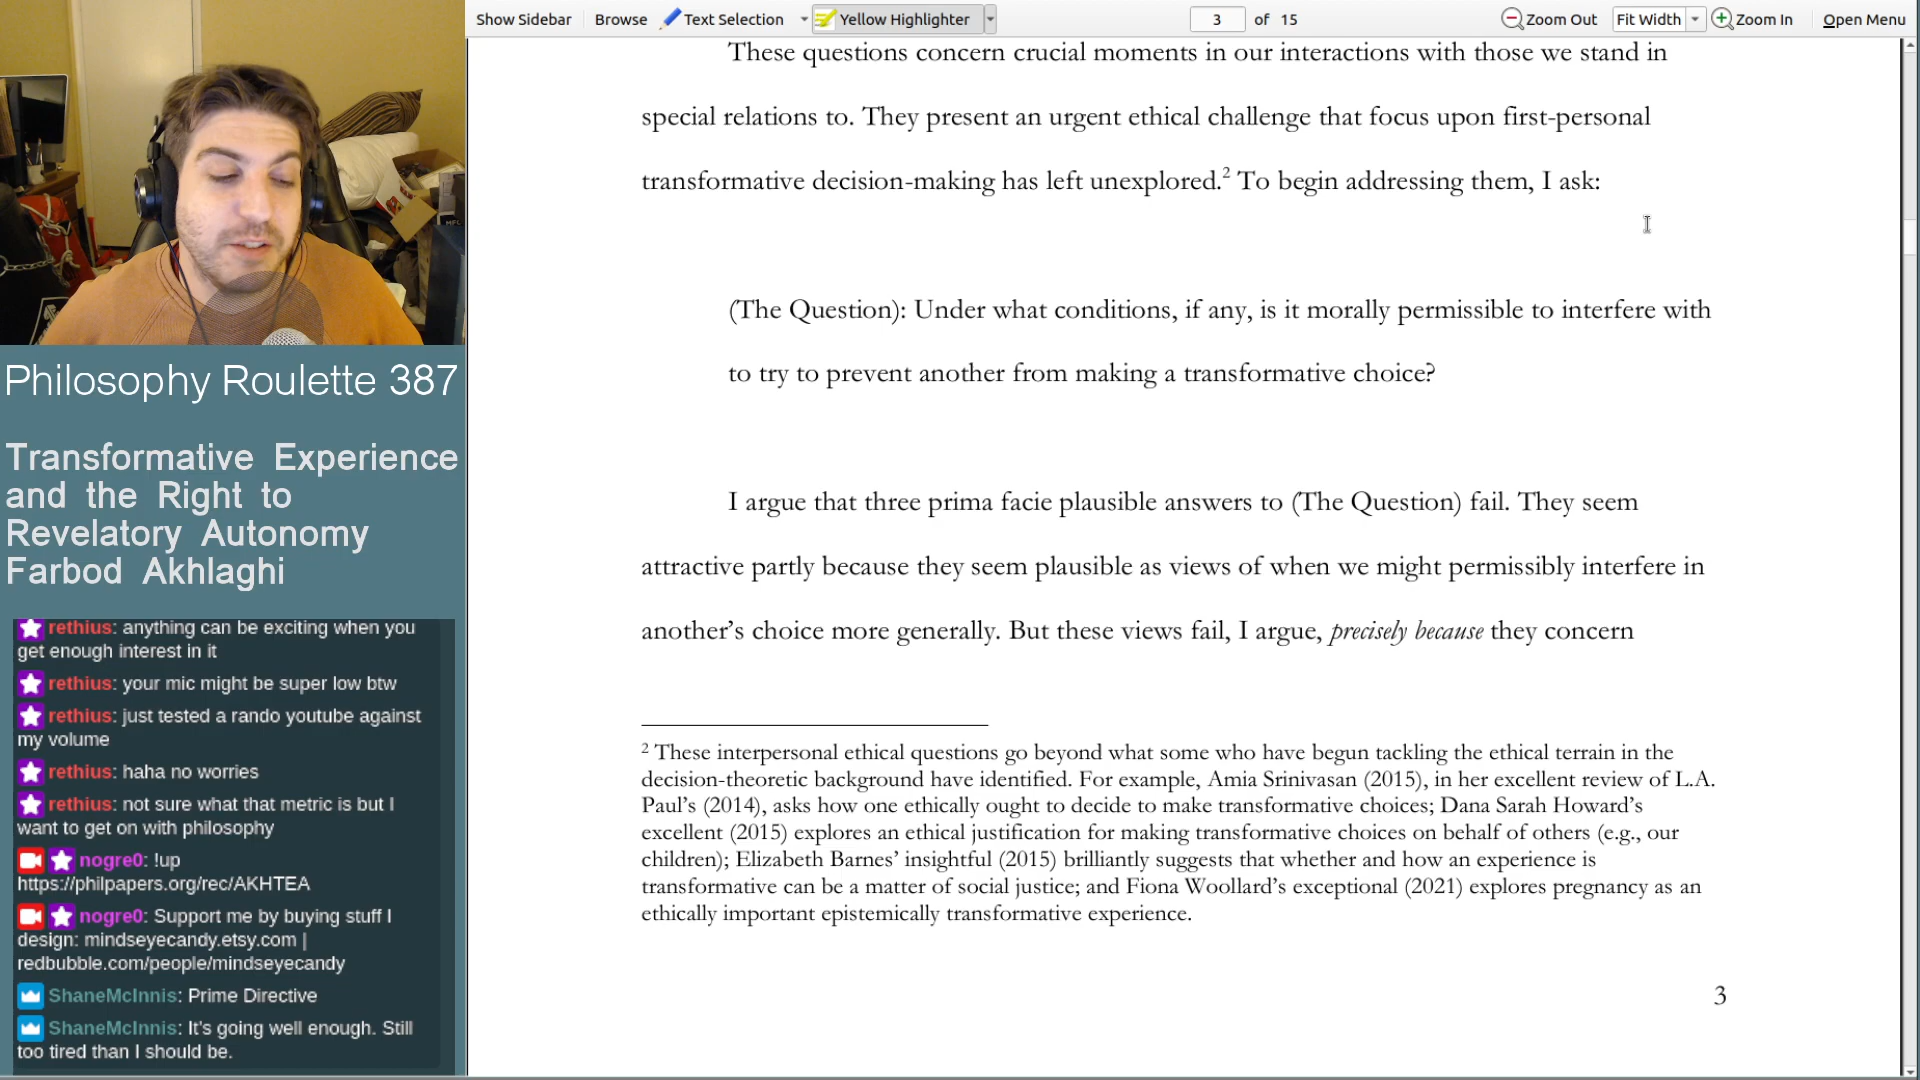 Show Sidebar Browse Text Selection Yellow Highlighter 3 of 15 Zoom Out Fit Width Zoom In Open Menu
These questions concern crucial moments in our interactions with those we stand in
special relations to. They present an urgent ethical challenge that focus upon first-personal
transformative decision-making has left unexplored.2 To begin addressing them, I ask:
(The Question): Under what conditions, if any, is it morally permissible to interfere with
to try to prevent another from making a transformative choice?
I argue that three prima facie plausible answers to (The Question) fail. They seem
attractive partly because they seem plausible as views of when we might permissibly interfere in
another’s choice more generally. But these views fail, I argue, precisely because they concern
2 These interpersonal ethical questions go beyond what some who have begun tackling the ethical terrain in the
decision-theoretic background have identified. For example, Amia Srinivasan (2015), in her excellent review of L.A.
Paul’s (2014), asks how one ethically ought to decide to make transformative choices; Dana Sarah Howard’s
excellent (2015) explores an ethical justification for making transformative choices on behalf of others (e.g., our
children); Elizabeth Barnes’ insightful (2015) brilliantly suggests that whether and how an experience is
transformative can be a matter of social justice; and Fiona Woollard’s exceptional (2021) explores pregnancy as an
ethically important epistemically transformative experience.
3
Philosophy Roulette 387
Transformative Experience
and the Right to
Revelatory Autonomy
Farbod Akhlaghi
rethius: anything can be exciting when you
get enough interest in it
rethius: your mic might be super low btw
rethius: just tested a rando youtube against
my volume
rethius: haha no worries
rethius: not sure what that metric is but I
want to get on with philosophy
nogre0: !up
https://philpapers.org/rec/AKHTEA
nogre0: Support me by buying stuff I
design: mindseyecandy.etsy.com |
redbubble.com/people/mindseyecandy
ShaneMcInnis: Prime Directive
ShaneMcInnis: It's going well enough. Still
too tired than I should be.